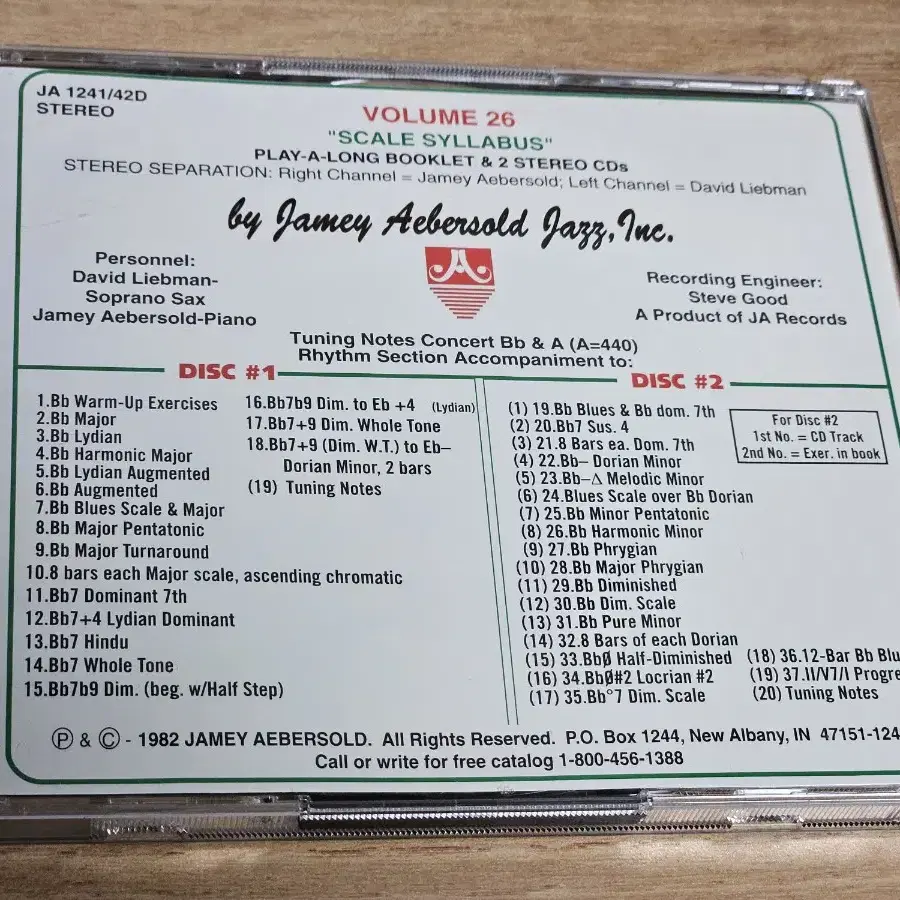 JA 1241/42D
STEREO
VOLUME 26
"SCALE SYLLABUS"
PLAY-A-LONG BOOKLET & 2 STEREO CDs
STEREO SEPARATION: Right Channel = Jamey Aebersold; Left Channel = David Liebman
by Jamey Aebersold Jazz, Inc.
Personnel:
David Liebman-
Soprano Sax
Jamey Aebersold-Piano
Recording Engineer:
Steve Good
A Product of JA Records
Tuning Notes Concert Bb & A (A=440)
Rhythm Section Accompaniment to:
DISC #1
1.Bb Warm-Up Exercises
2.Bb Major
3.Bb Lydian
4.Bb Harmonic Major
5.Bb Lydian Augmented
6.Bb Augmented
7.Bb Blues Scale & Major
8.Bb Major Pentatonic
9.Bb Major Turnaround
10.8 bars each Major scale, ascending chromatic
11.Bb7 Dominant 7th
12.Bb7+4 Lydian Dominant
13.Bb7 Hindu
14.Bb7 Whole Tone
15.Bb7b9 Dim. (beg. w/Half Step)
16.Bb7b9 Dim. to Eb +4 (Lydian)
17.Bb7+9 Dim. Whole Tone
18.Bb7+9 (Dim. W.T.) to Eb–
Dorian Minor, 2 bars
(19) Tuning Notes
DISC #2
For Disc #2
1st No. = CD Track
2nd No. = Exer. in book
(1) 19.Bb Blues & Bb dom. 7th
(2) 20.Bb7 Sus. 4
(3) 21.8 Bars ea. Dom. 7th
(4) 22.Bb– Dorian Minor
(5) 23.Bb–Δ Melodic Minor
(6) 24.Blues Scale over Bb Dorian
(7) 25.Bb Minor Pentatonic
(8) 26.Bb Harmonic Minor
(9) 27.Bb Phrygian
(10) 28.Bb Major Phrygian
(11) 29.Bb Diminished
(12) 30.Bb Dim. Scale
(13) 31.Bb Pure Minor
(14) 32.8 Bars of each Dorian
(15) 33.BbØ Half-Diminished
(16) 34.BbØ#2 Locrian #2
(17) 35.Bb°7 Dim. Scale
(18) 36.12-Bar Bb Blu
(19) 37.II/V7/I Progre
(20) Tuning Notes
Ⓟ & © - 1982 JAMEY AEBERSOLD. All Rights Reserved. P.O. Box 1244, New Albany, IN 47151-124
Call or write for free catalog 1-800-456-1388